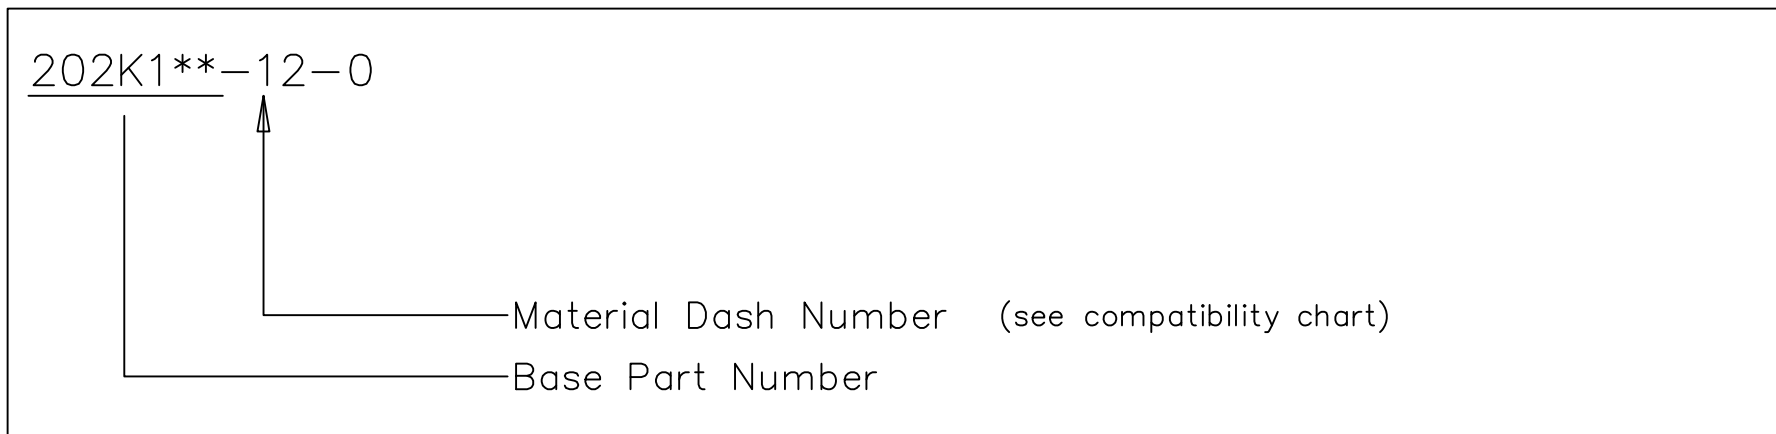 202K1**-12-0
Material Dash Number (see compatibility chart)
Base Part Number